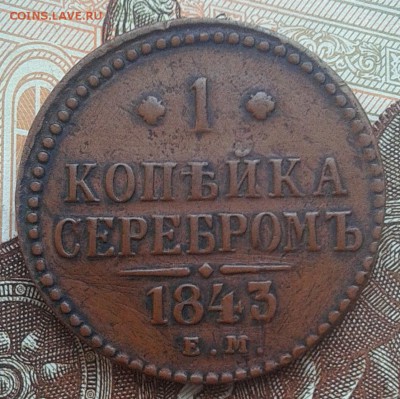 COINS.LAVE.RU
1
КОПѢЙКА
СЕРЕБРОМЪ
1843
Е.М.